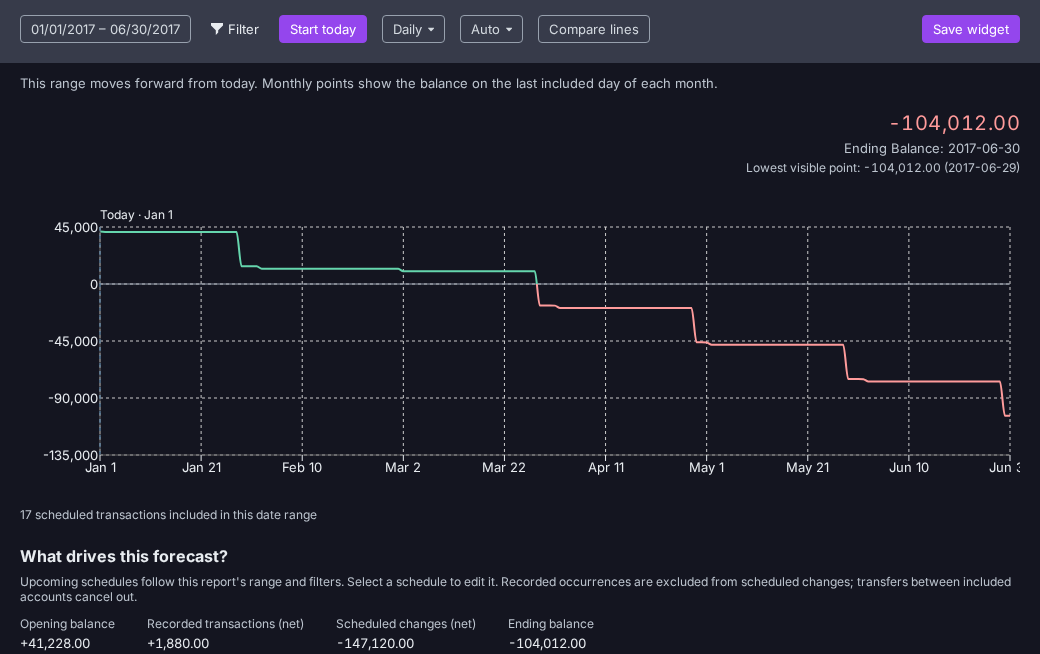 01/01/2017 – 06/30/2017 Filter Start today Daily Auto Compare lines Save widget
This range moves forward from today. Monthly points show the balance on the last included day of each month.
-104,012.00
Ending Balance: 2017-06-30
Lowest visible point: -104,012.00 (2017-06-29)
Today · Jan 1
45,000
0
-45,000
-90,000
-135,000
Jan 1 Jan 21 Feb 10 Mar 2 Mar 22 Apr 11 May 1 May 21 Jun 10 Jun 3
17 scheduled transactions included in this date range
What drives this forecast?
Upcoming schedules follow this report's range and filters. Select a schedule to edit it. Recorded occurrences are excluded from scheduled changes; transfers between included
accounts cancel out.
Opening balance Recorded transactions (net) Scheduled changes (net) Ending balance
+41,228.00 +1,880.00 -147,120.00 -104,012.00